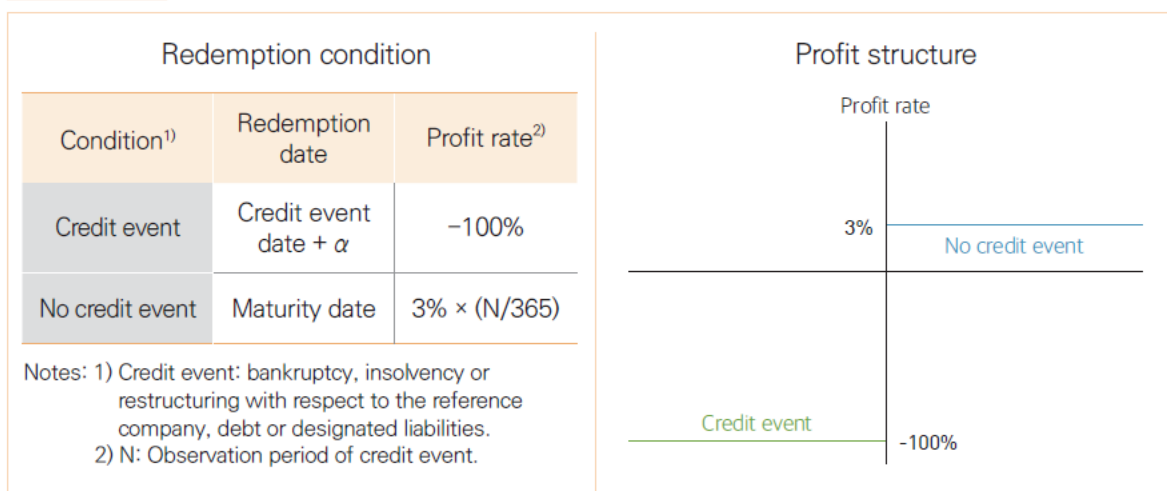 Redemption condition
Condition1)
Redemption
date
Profit rate2)
Credit event
Credit event
date + α
−100%
No credit event
Maturity date
3% × (N/365)
Notes: 1) Credit event: bankruptcy, insolvency or
restructuring with respect to the reference
company, debt or designated liabilities.
2) N: Observation period of credit event.
Profit structure
Profit rate
3%
No credit event
Credit event
-100%